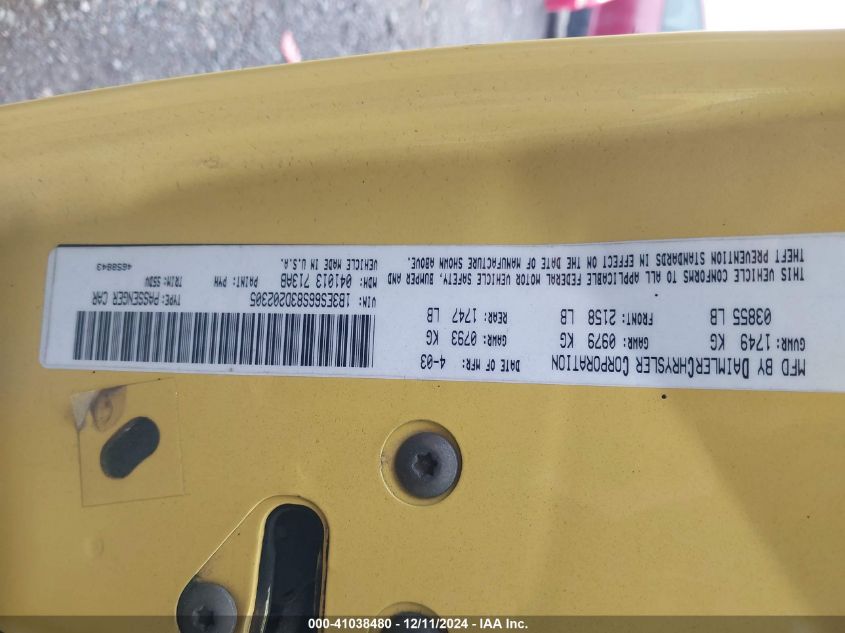 MFD BY DAIMLERCHRYSLER CORPORATION
DATE OF MFR: 4-03
GVWR: 1749 KG
GAWR: 0979 KG
GAWR: 0793 KG
03855 LB
FRONT: 2158 LB
REAR: 1747 LB
THIS VEHICLE CONFORMS TO ALL APPLICABLE FEDERAL MOTOR VEHICLE SAFETY, BUMPER AND
THEFT PREVENTION STANDARDS IN EFFECT ON THE DATE OF MANUFACTURE SHOWN ABOVE.
VIN: 1B3ES66S83D202305
TYPE: PASSENGER CAR
MDH: 041013 713AB
PAINT: PYH
TRIM: SSDV
VEHICLE MADE IN U.S.A.
4658843
000-41038480 - 12/11/2024 - IAA Inc.